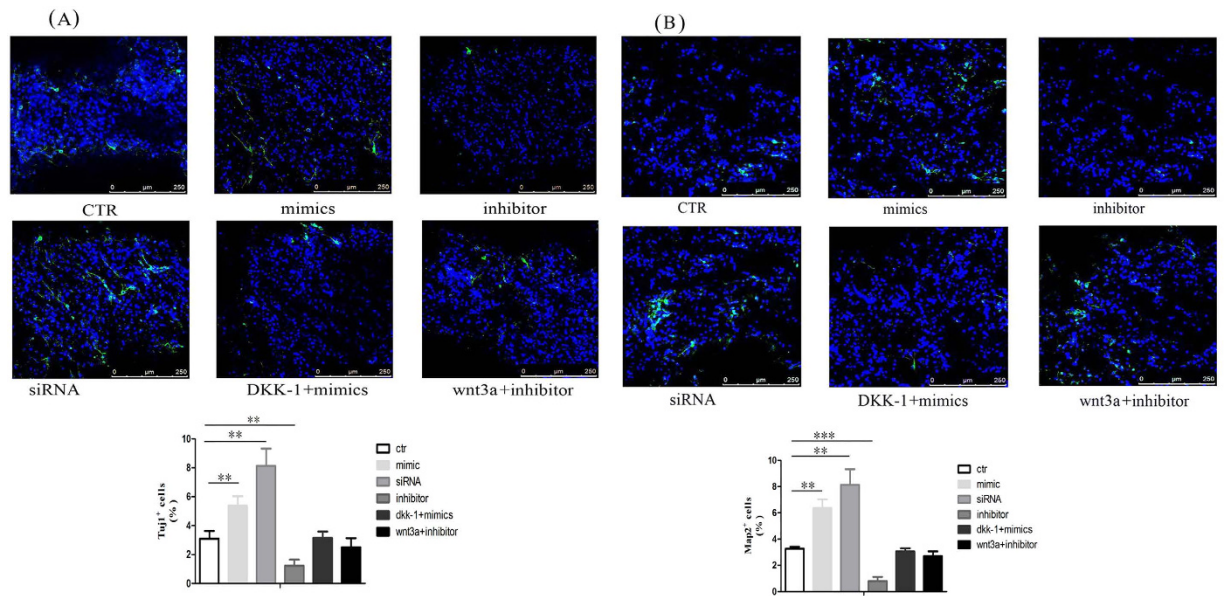 (A)
0 µm 250
0 µm 250
0 µm 250
CTR
mimics
inhibitor
0 µm 250
0 µm 250
0 µm 250
siRNA
DKK-1+mimics
wnt3a+inhibitor
**
**
**
Tuj1⁺ cells
(%)
10
8
6
4
2
0
ctr
mimic
siRNA
inhibitor
dkk-1+mimics
wnt3a+inhibitor
(B)
0 µm 250
0 µm 250
0 µm 250
CTR
mimics
inhibitor
0 µm 250
0 µm 250
0 µm 250
siRNA
DKK-1+mimics
wnt3a+inhibitor
***
**
**
Map2⁺ cells
(%)
10
8
6
4
2
0
ctr
mimic
siRNA
inhibitor
dkk-1+mimics
wnt3a+inhibitor